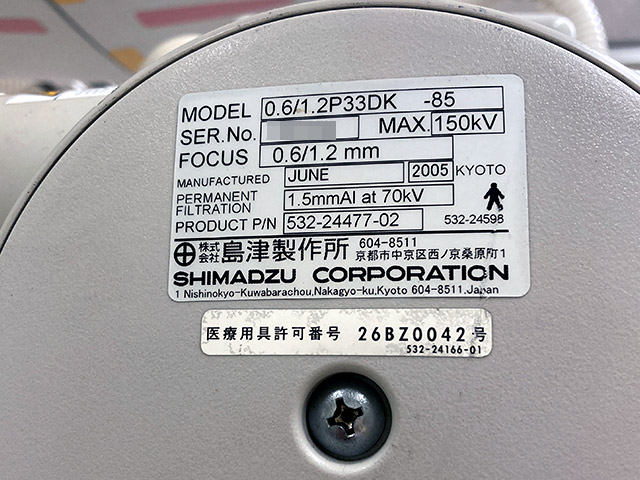 MODEL 0.6/1.2P33DK -85
SER.No. MAX. 150kV
FOCUS 0.6/1.2 mm
MANUFACTURED JUNE 2005 KYOTO
PERMANENT FILTRATION 1.5mmAl at 70kV
PRODUCT P/N 532-24477-02 532-24598
株式会社 島津製作所 604-8511
京都市中京区西ノ京桑原町1
SHIMADZU CORPORATION
1 Nishinokyo-Kuwabarachou,Nakagyo-ku,Kyoto 604-8511,Japan
医療用具許可番号 26BZ0042号
532-24166-01